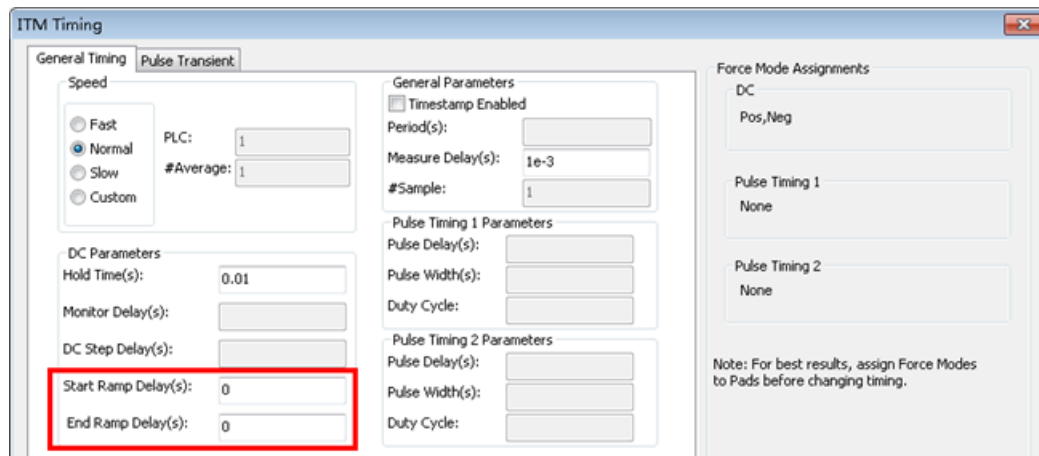 ITM Timing
General Timing
Pulse Transient
Speed
Fast
Normal
Slow
Custom
PLC:
1
#Average:
1
DC Parameters
Hold Time(s):
0.01
Monitor Delay(s):
DC Step Delay(s):
Start Ramp Delay(s):
0
End Ramp Delay(s):
0
General Parameters
Timestamp Enabled
Period(s):
Measure Delay(s):
1e-3
#Sample:
1
Pulse Timing 1 Parameters
Pulse Delay(s):
Pulse Width(s):
Duty Cycle:
Pulse Timing 2 Parameters
Pulse Delay(s):
Pulse Width(s):
Duty Cycle:
Force Mode Assignments
DC
Pos,Neg
Pulse Timing 1
None
Pulse Timing 2
None
Note: For best results, assign Force Modes
to Pads before changing timing.